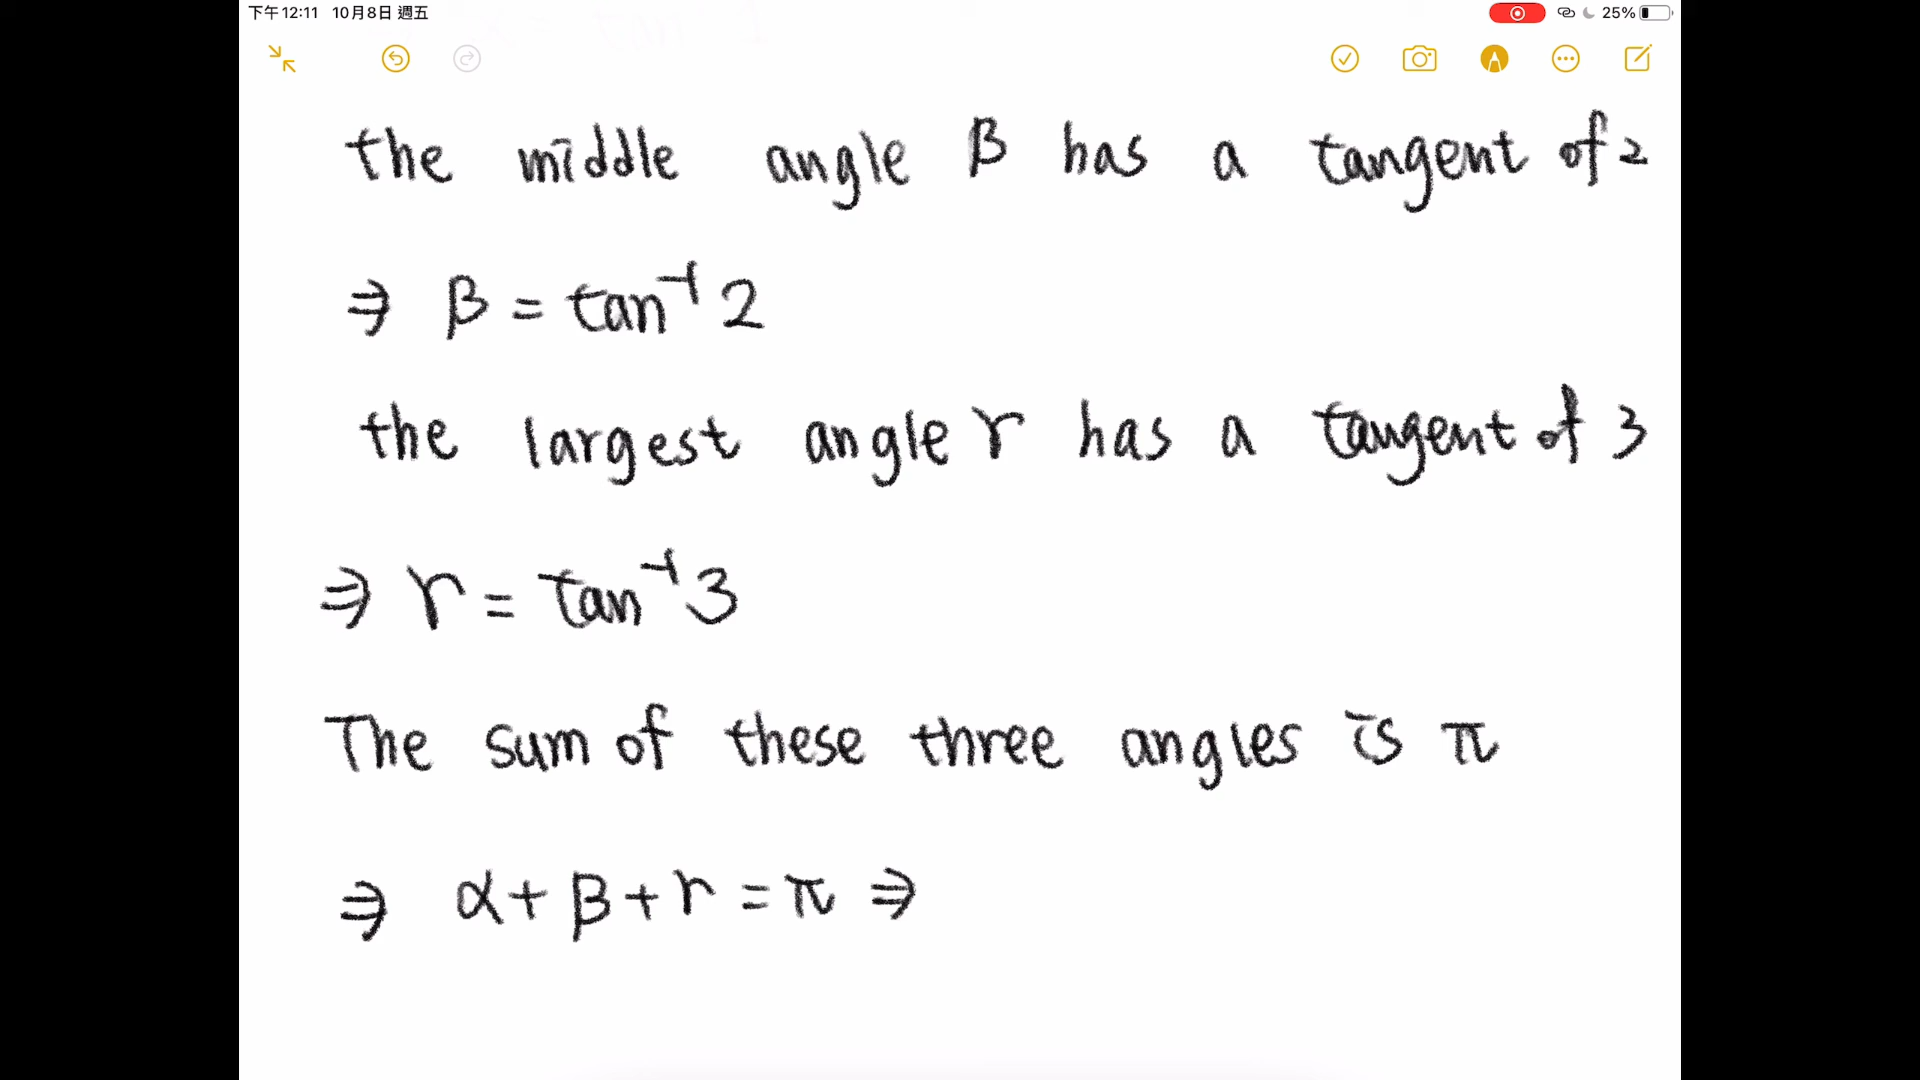 下午12:11 10月8日 週五 25%
the middle angle β has a tangent of 2
⇒ β = tan⁻¹ 2
the largest angle r has a tangent of 3
⇒ r = tan⁻¹ 3
The sum of these three angles is π
⇒ α + β + r = π ⇒